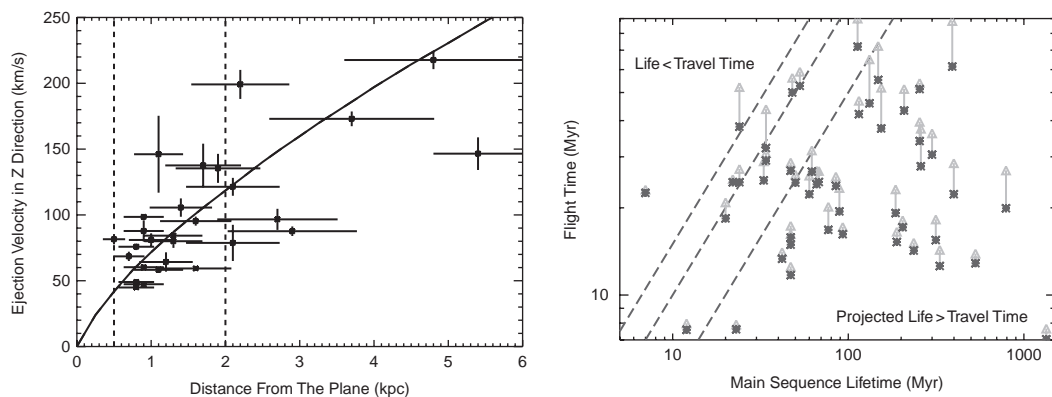 250
200
150
100
50
0
0 1 2 3 4 5 6
Distance From The Plane (kpc)
Ejection Velocity in Z Direction (km/s)
Life < Travel Time
Projected Life > Travel Time
10
10 100 1000
Main Sequence Lifetime (Myr)
Flight Time (Myr)